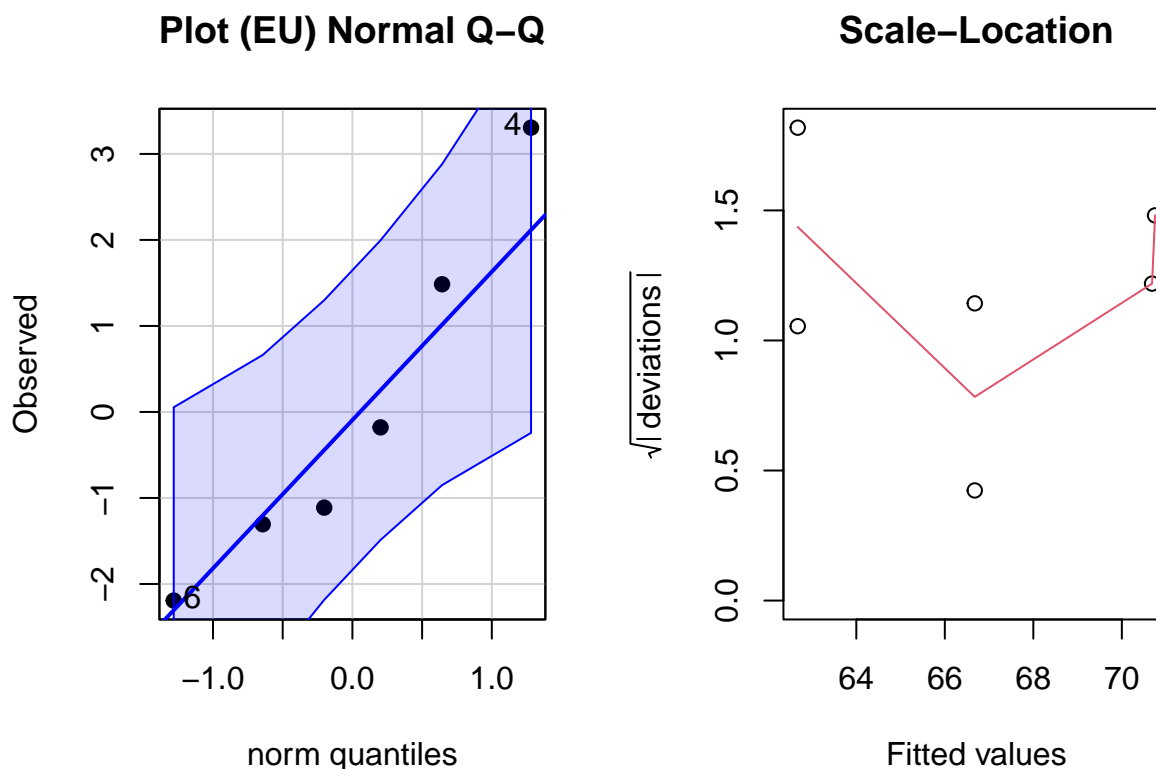 Plot (EU) Normal Q−Q
Observed
3
2
1
0
−1
−2
4
6
−1.0 0.0 1.0
norm quantiles
Scale−Location
√| deviations |
1.5
1.0
0.5
0.0
64 66 68 70
Fitted values